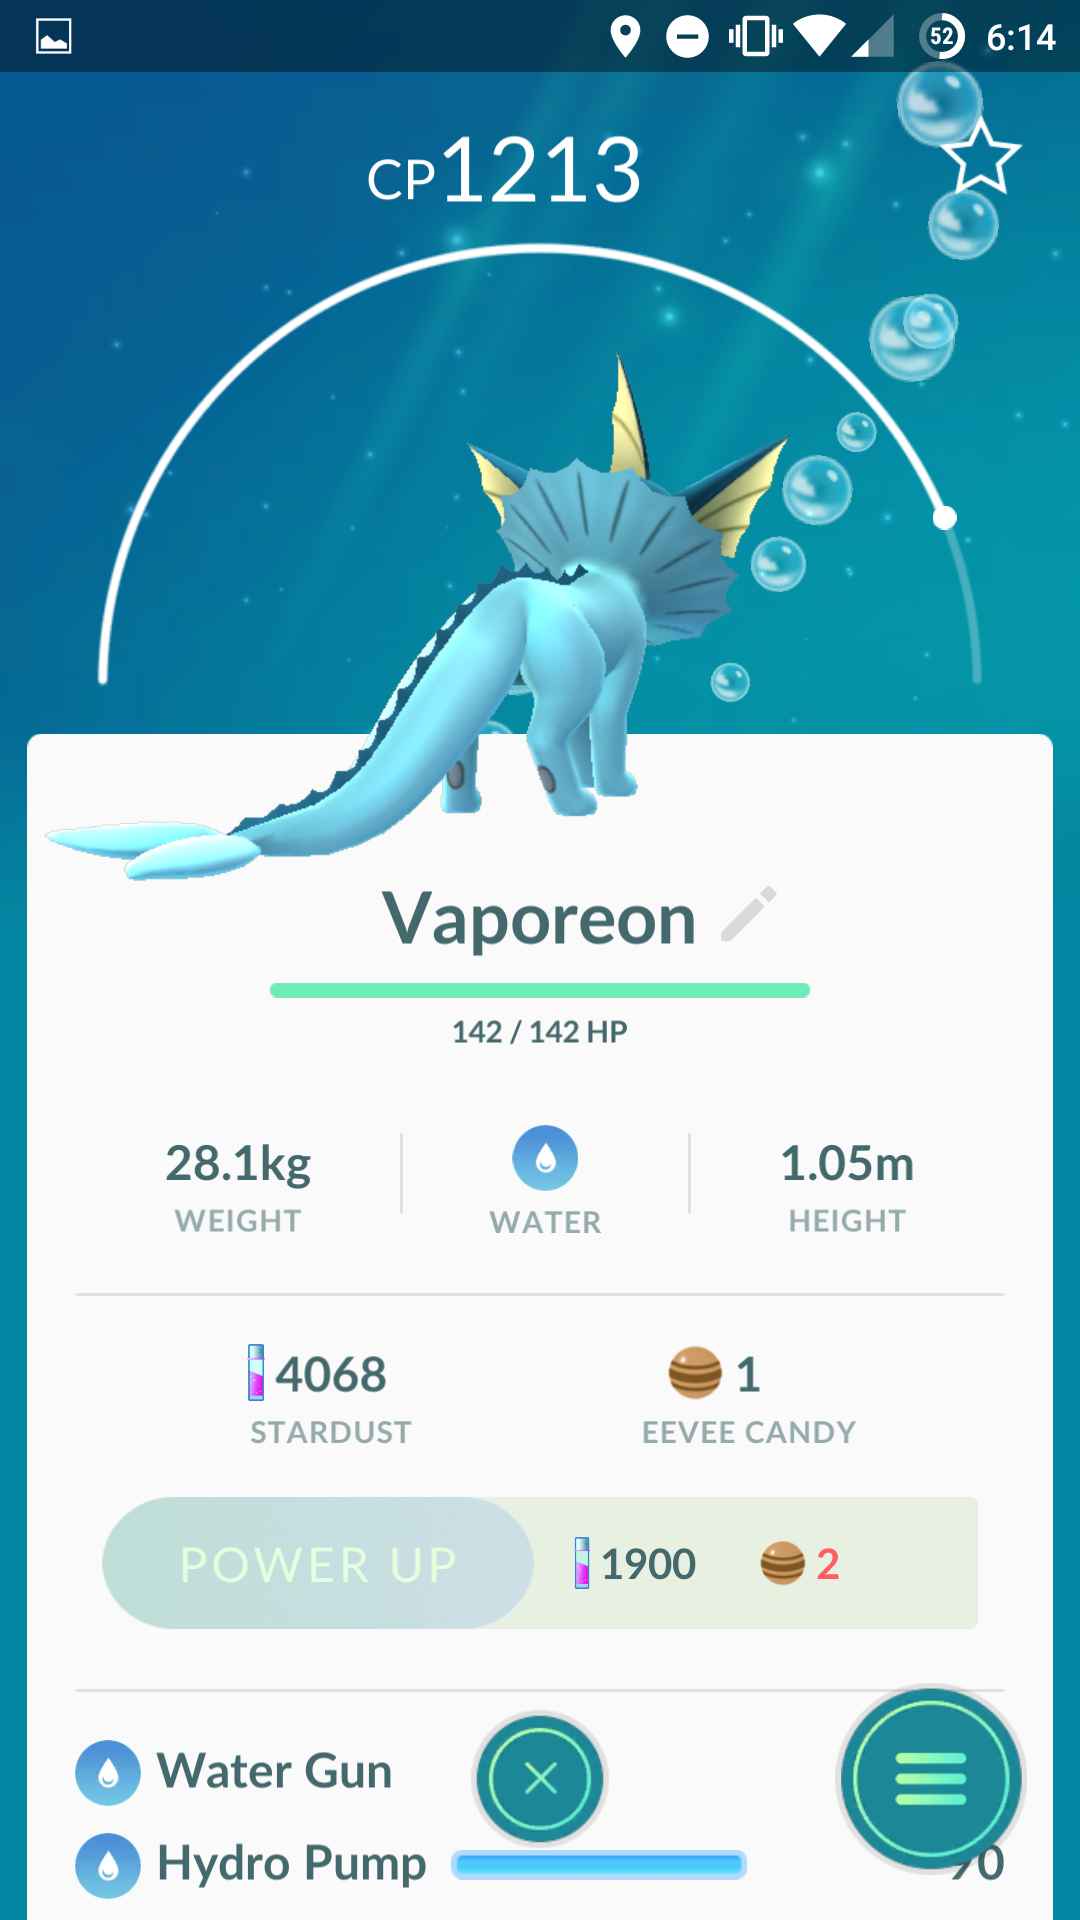 52 6:14
CP1213
Vaporeon
142 / 142 HP
28.1kg 1.05m
WEIGHT WATER HEIGHT
4068 1
STARDUST EEVEE CANDY
POWER UP 1900 2
Water Gun
Hydro Pump 90